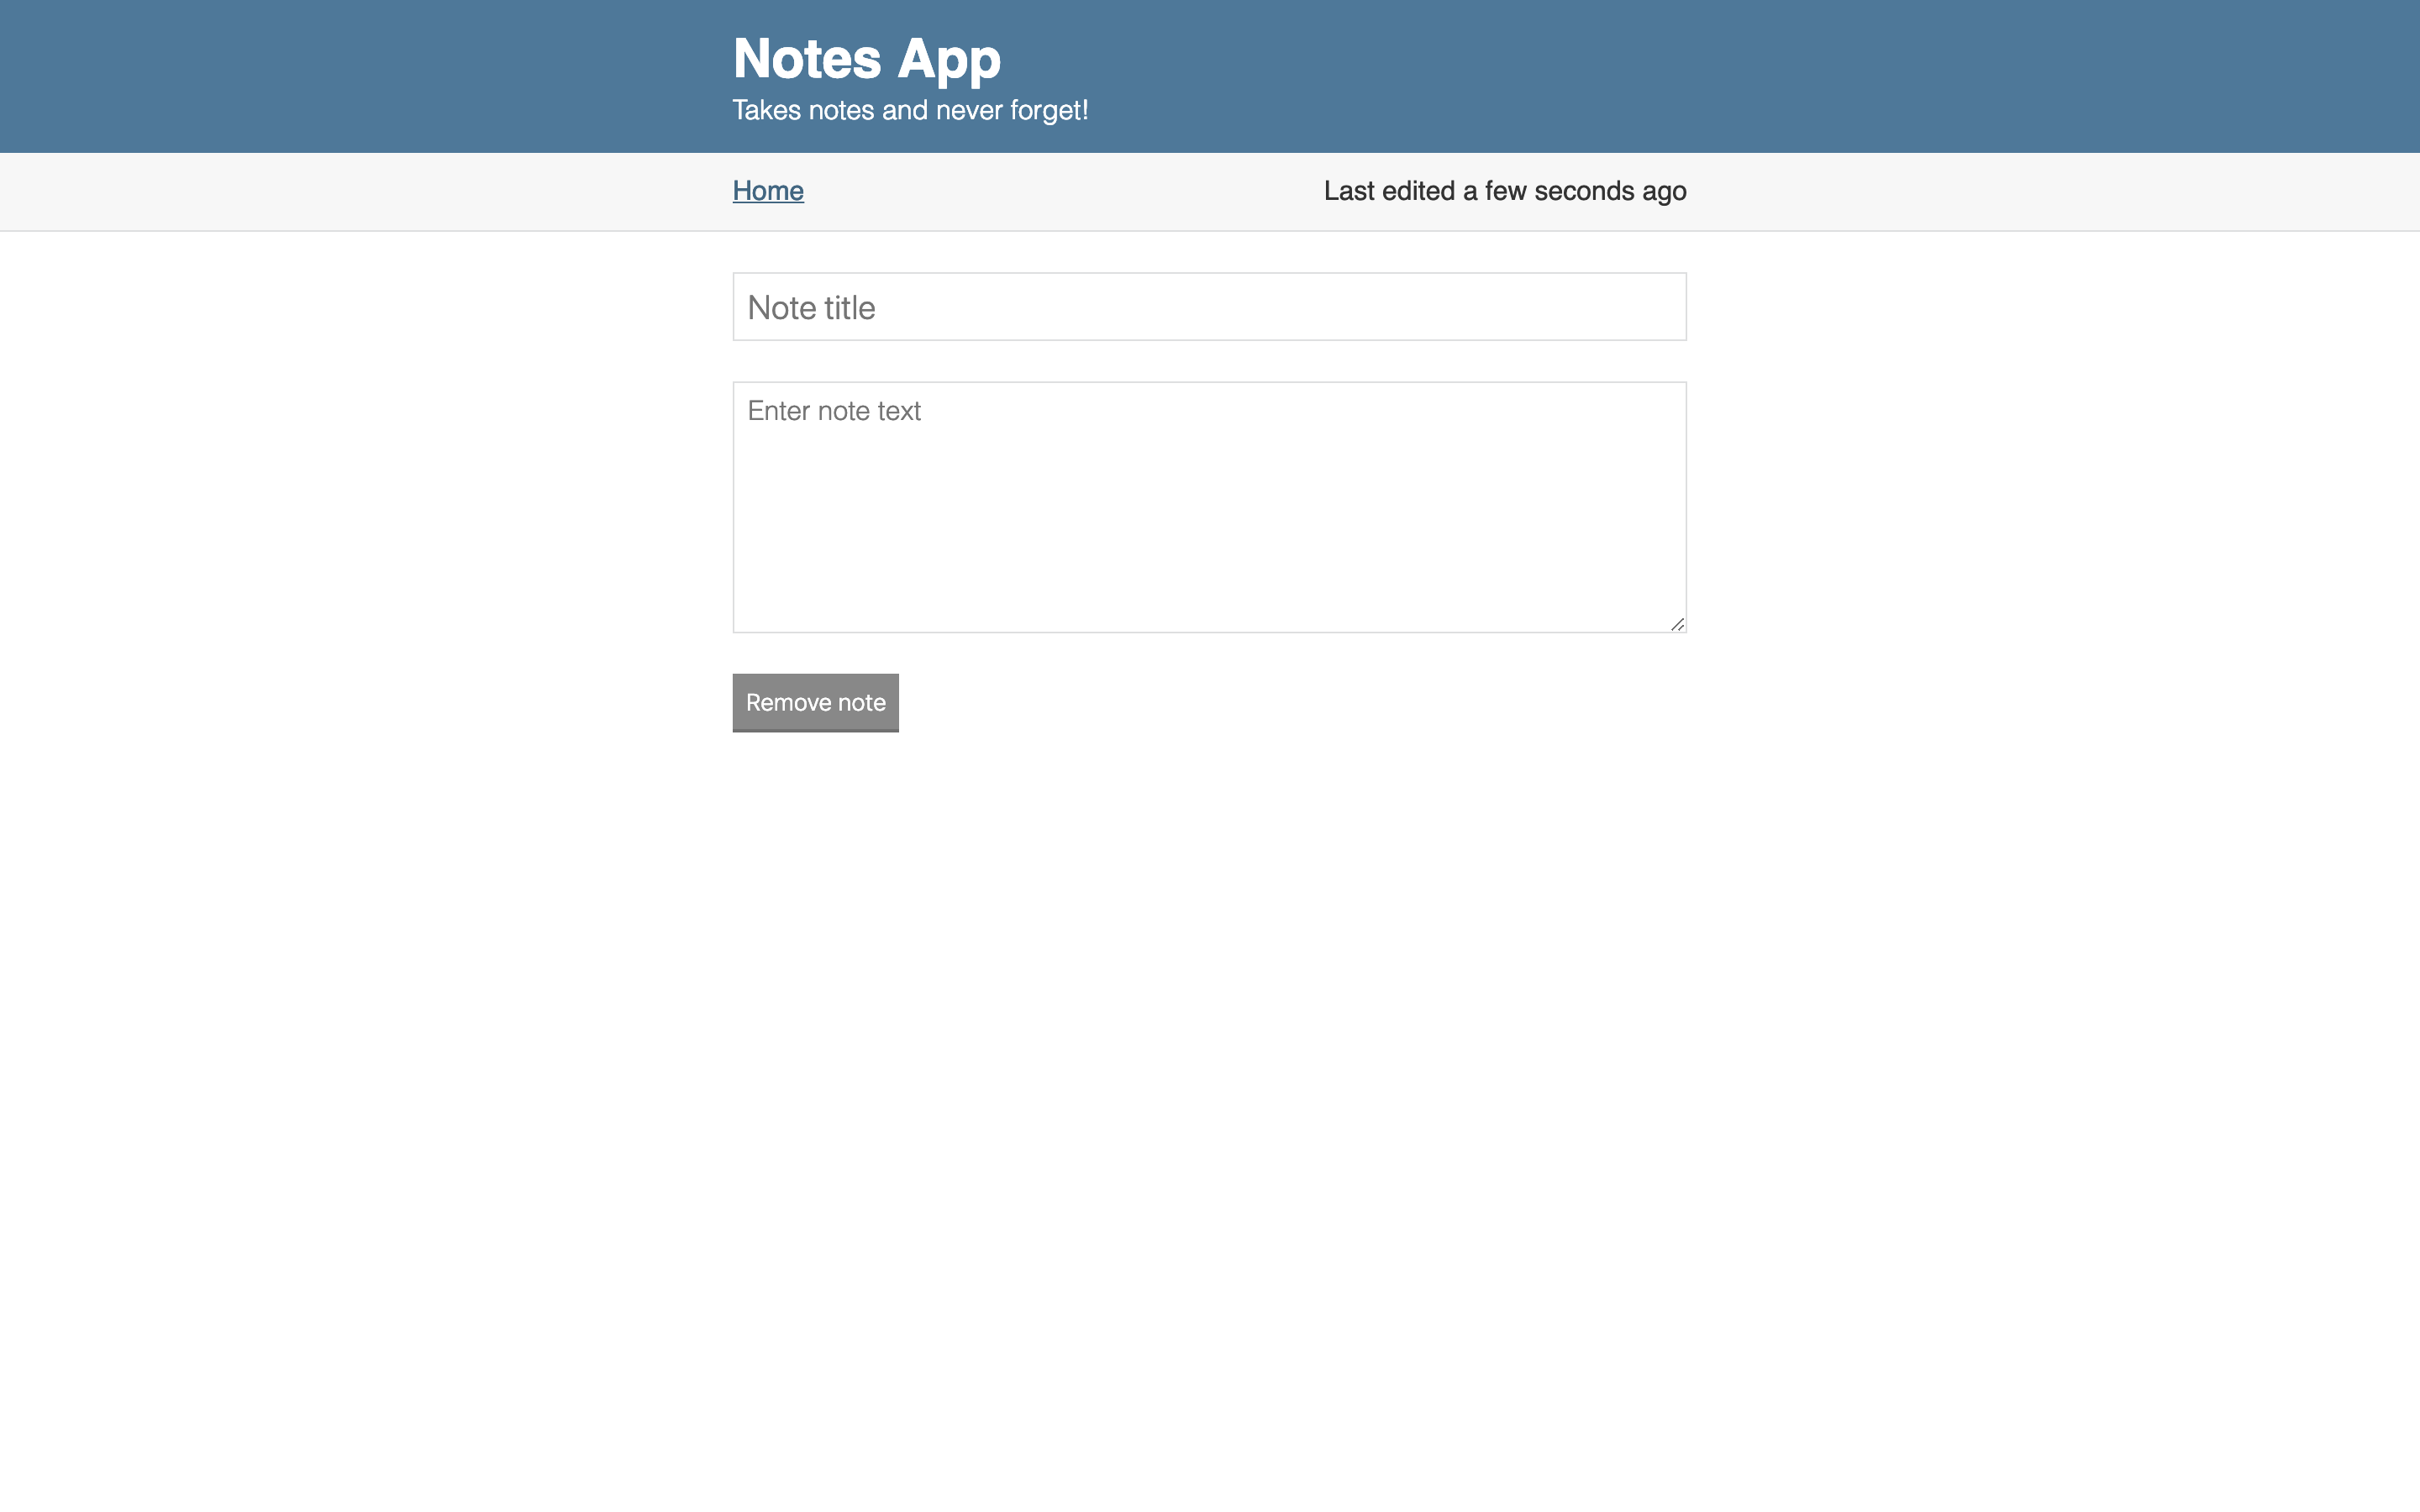 Notes App
Takes notes and never forget!
Home
Last edited a few seconds ago
Note title
Enter note text
Remove note